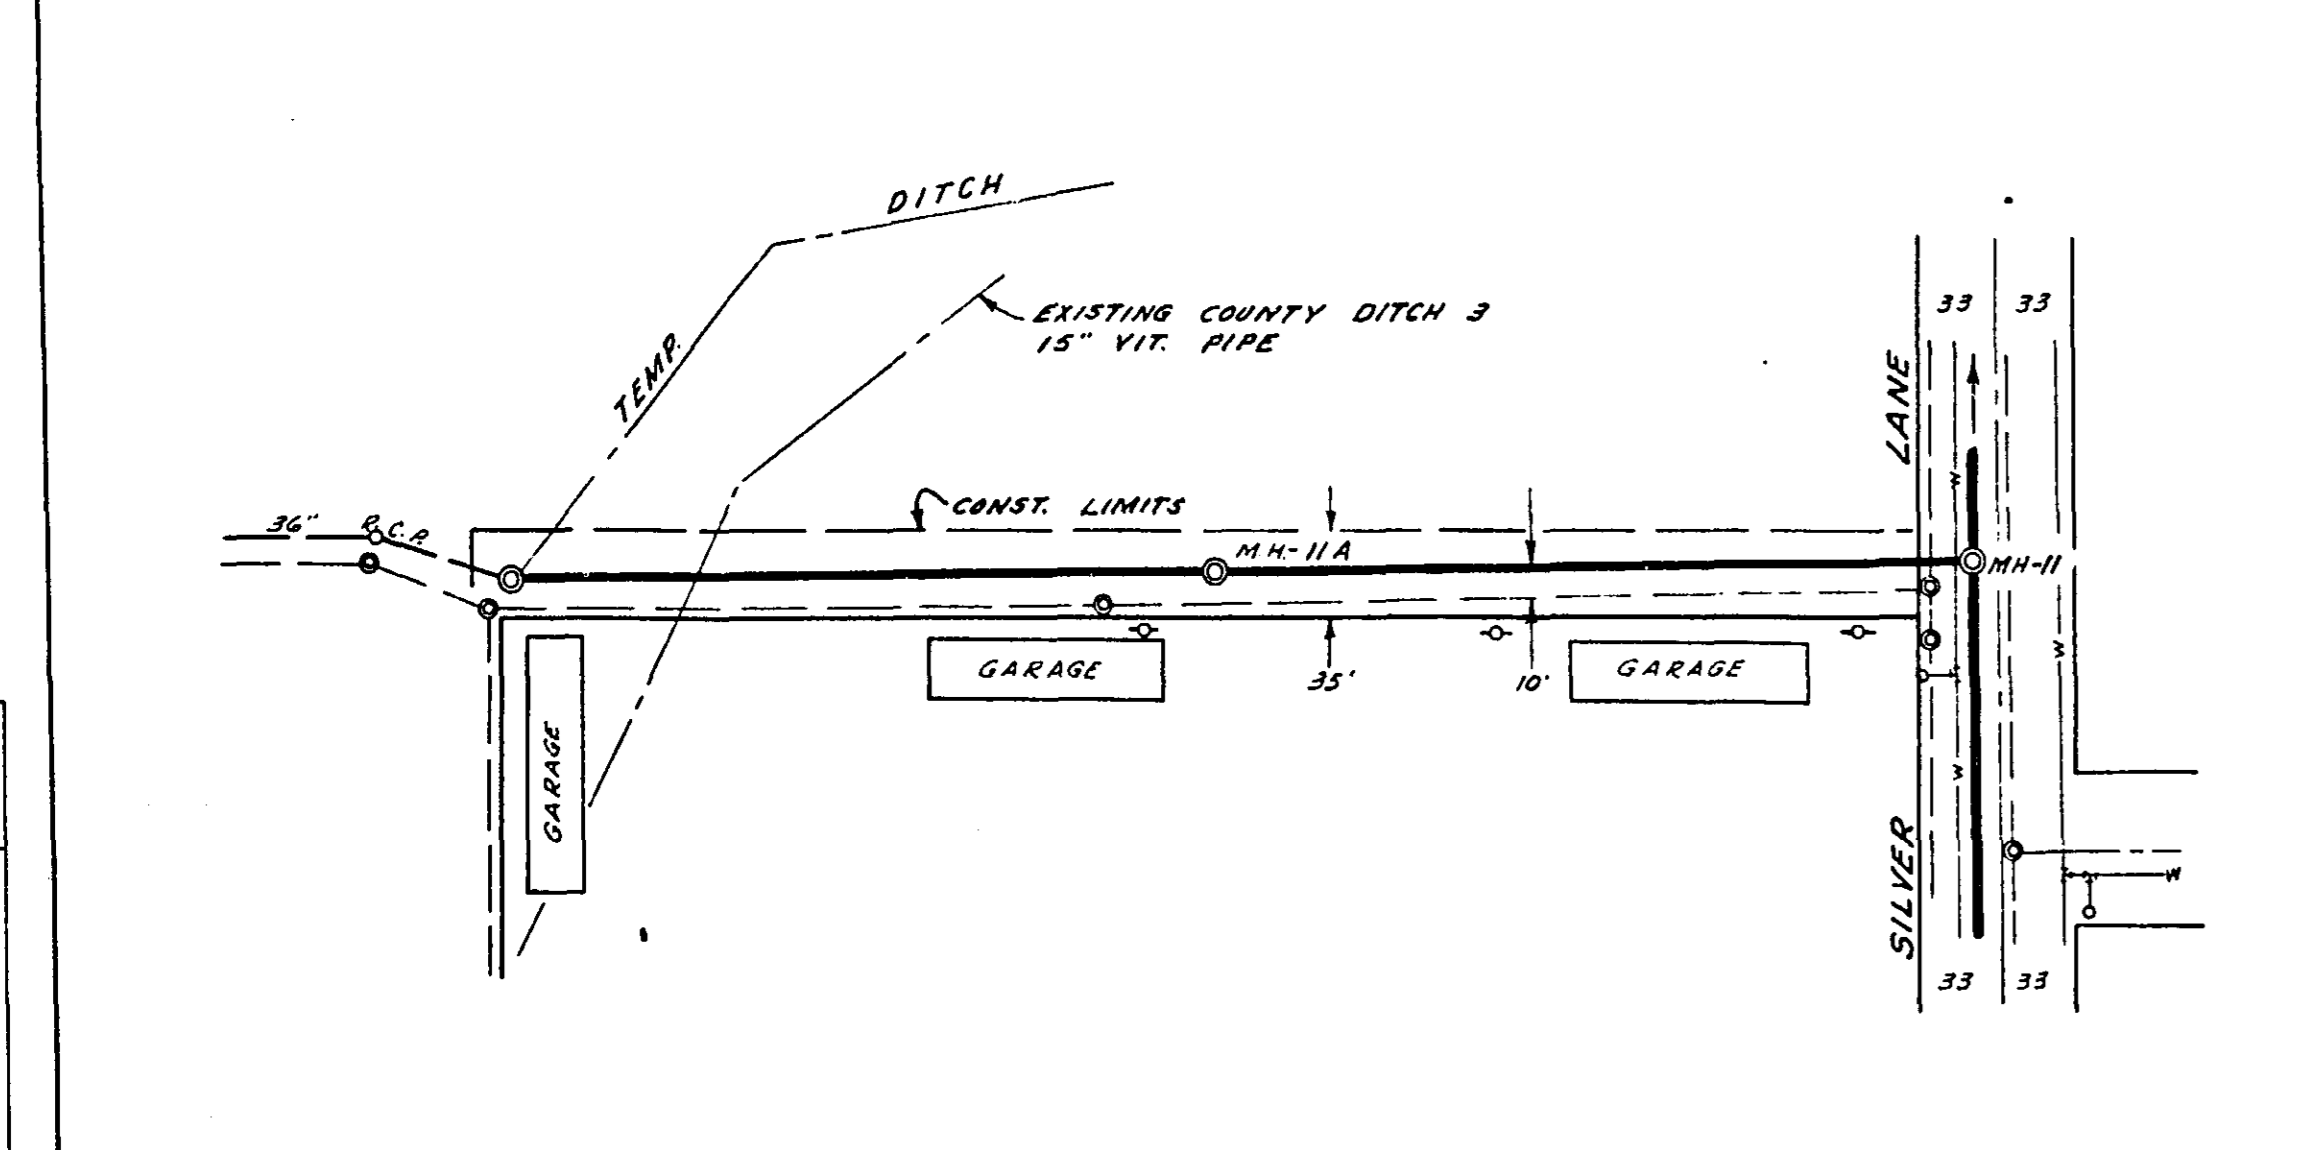 DITCH
TEMP.
EXISTING COUNTY DITCH 3
15" VIT. PIPE
33 33
LANE
36" R.C.P.
CONST. LIMITS
W
M.H.-11A
MH-11
GARAGE
GARAGE
35'
10'
GARAGE
W
GARAGE
W
SILVER
W
33 33